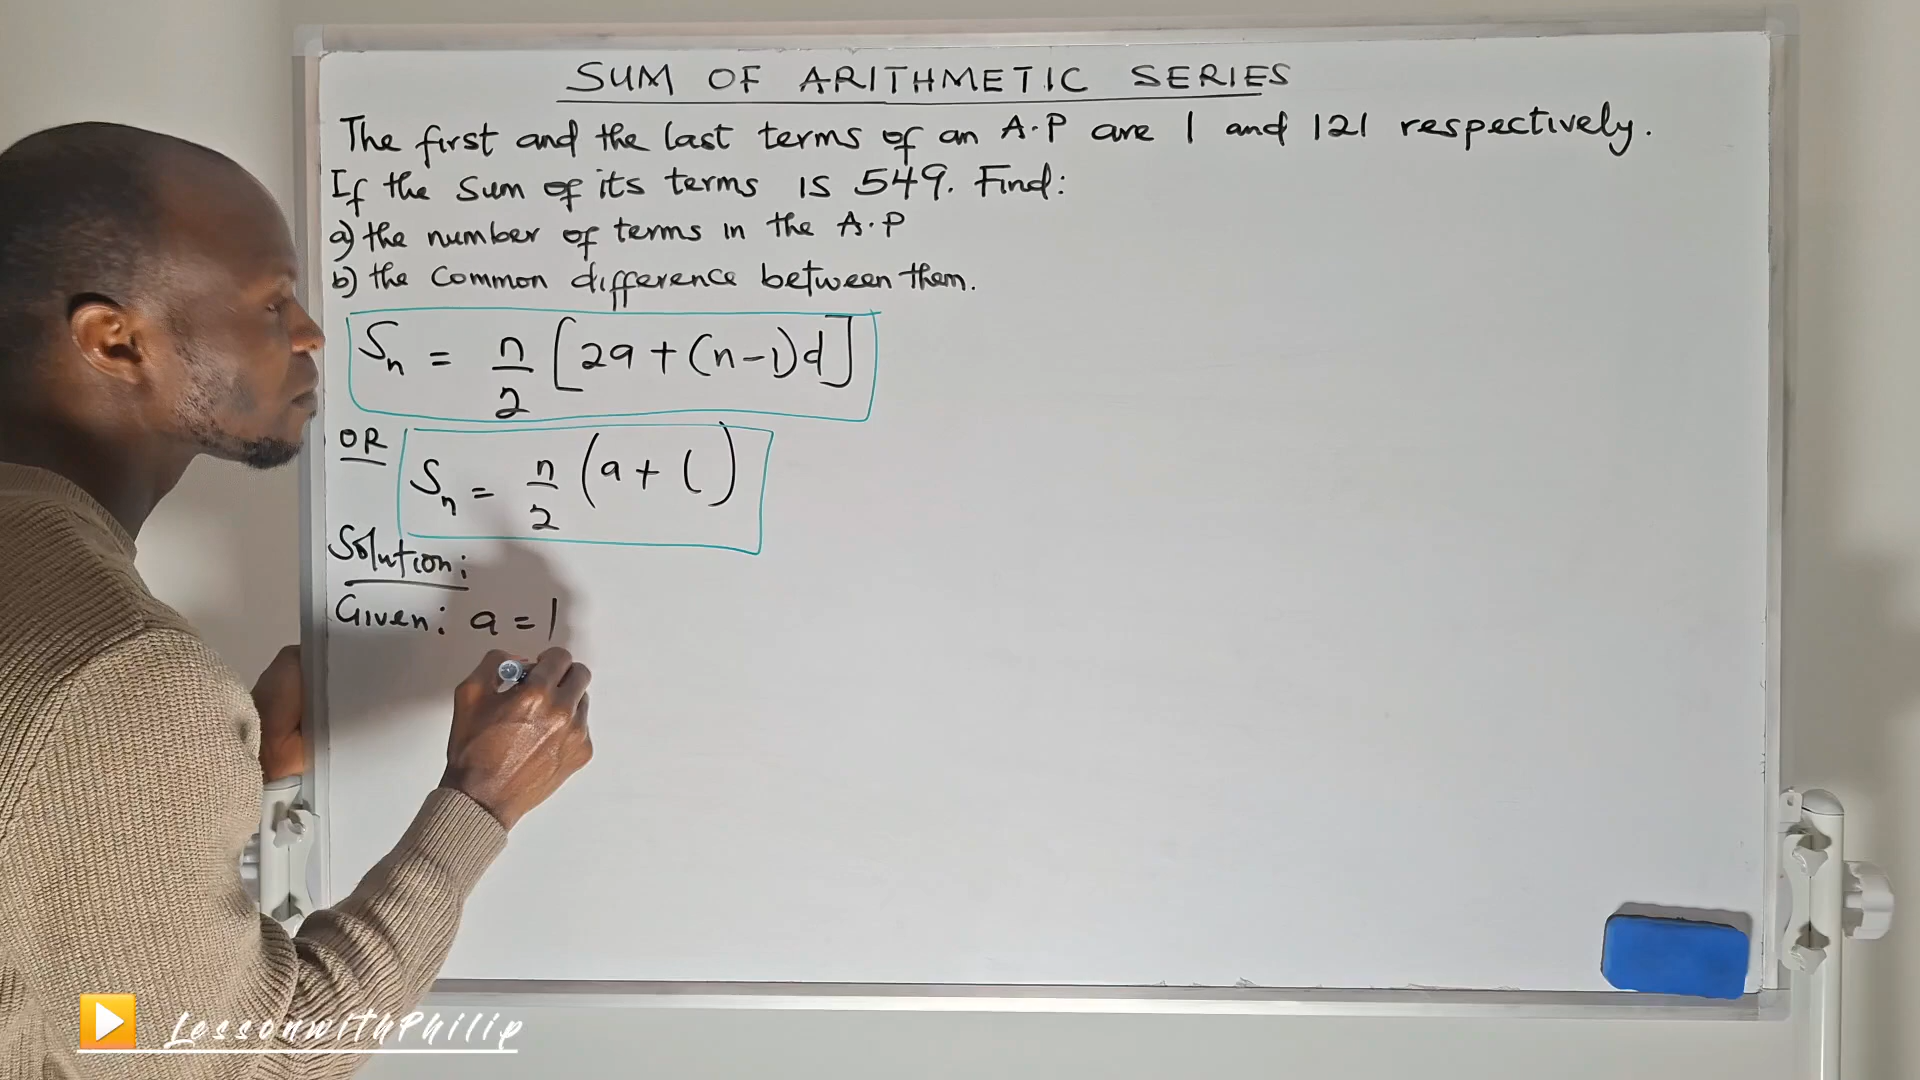 SUM OF ARITHMETIC SERIES
The first and the last terms of an A.P are 1 and 121 respectively.
If the sum of its terms is 549. Find:
a) the number of terms in the A.P
b) the common difference between them.
Sn = n/2 [2a + (n-1)d]
OR Sn = n/2 (a + l)
Solution:
Given: a = 1
LessonwithPhilip